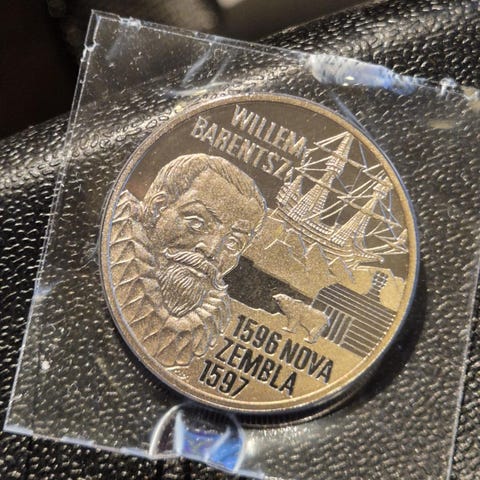 WILLEM
BARENTSZ
1596 NOVA
ZEMBLA
1597